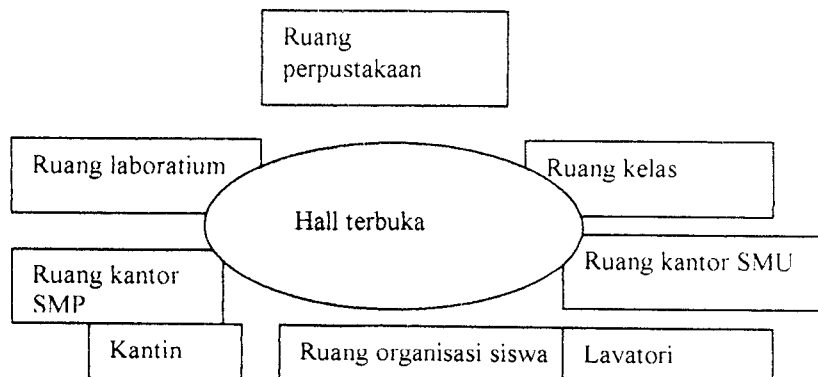 Ruang
perpustakaan
Ruang laboratium
Ruang kelas
Hall terbuka
Ruang kantor
SMP
Ruang kantor SMU
Kantin
Ruang organisasi siswa
Lavatori